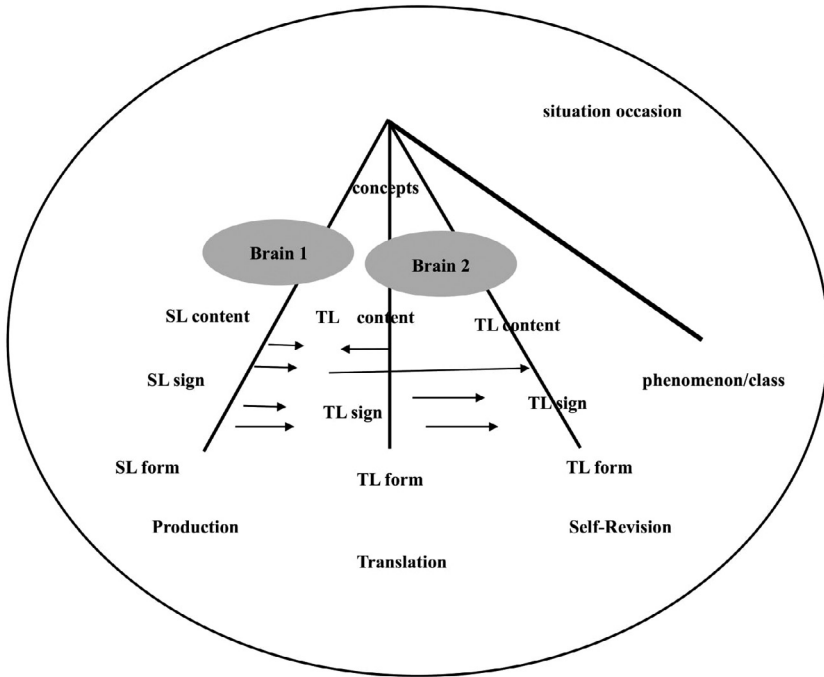 situation occasion
concepts
Brain 1
Brain 2
SL content
TL content
TL content
SL sign
phenomenon/class
TL sign
TL sign
SL form
TL form
TL form
Production
Self-Revision
Translation